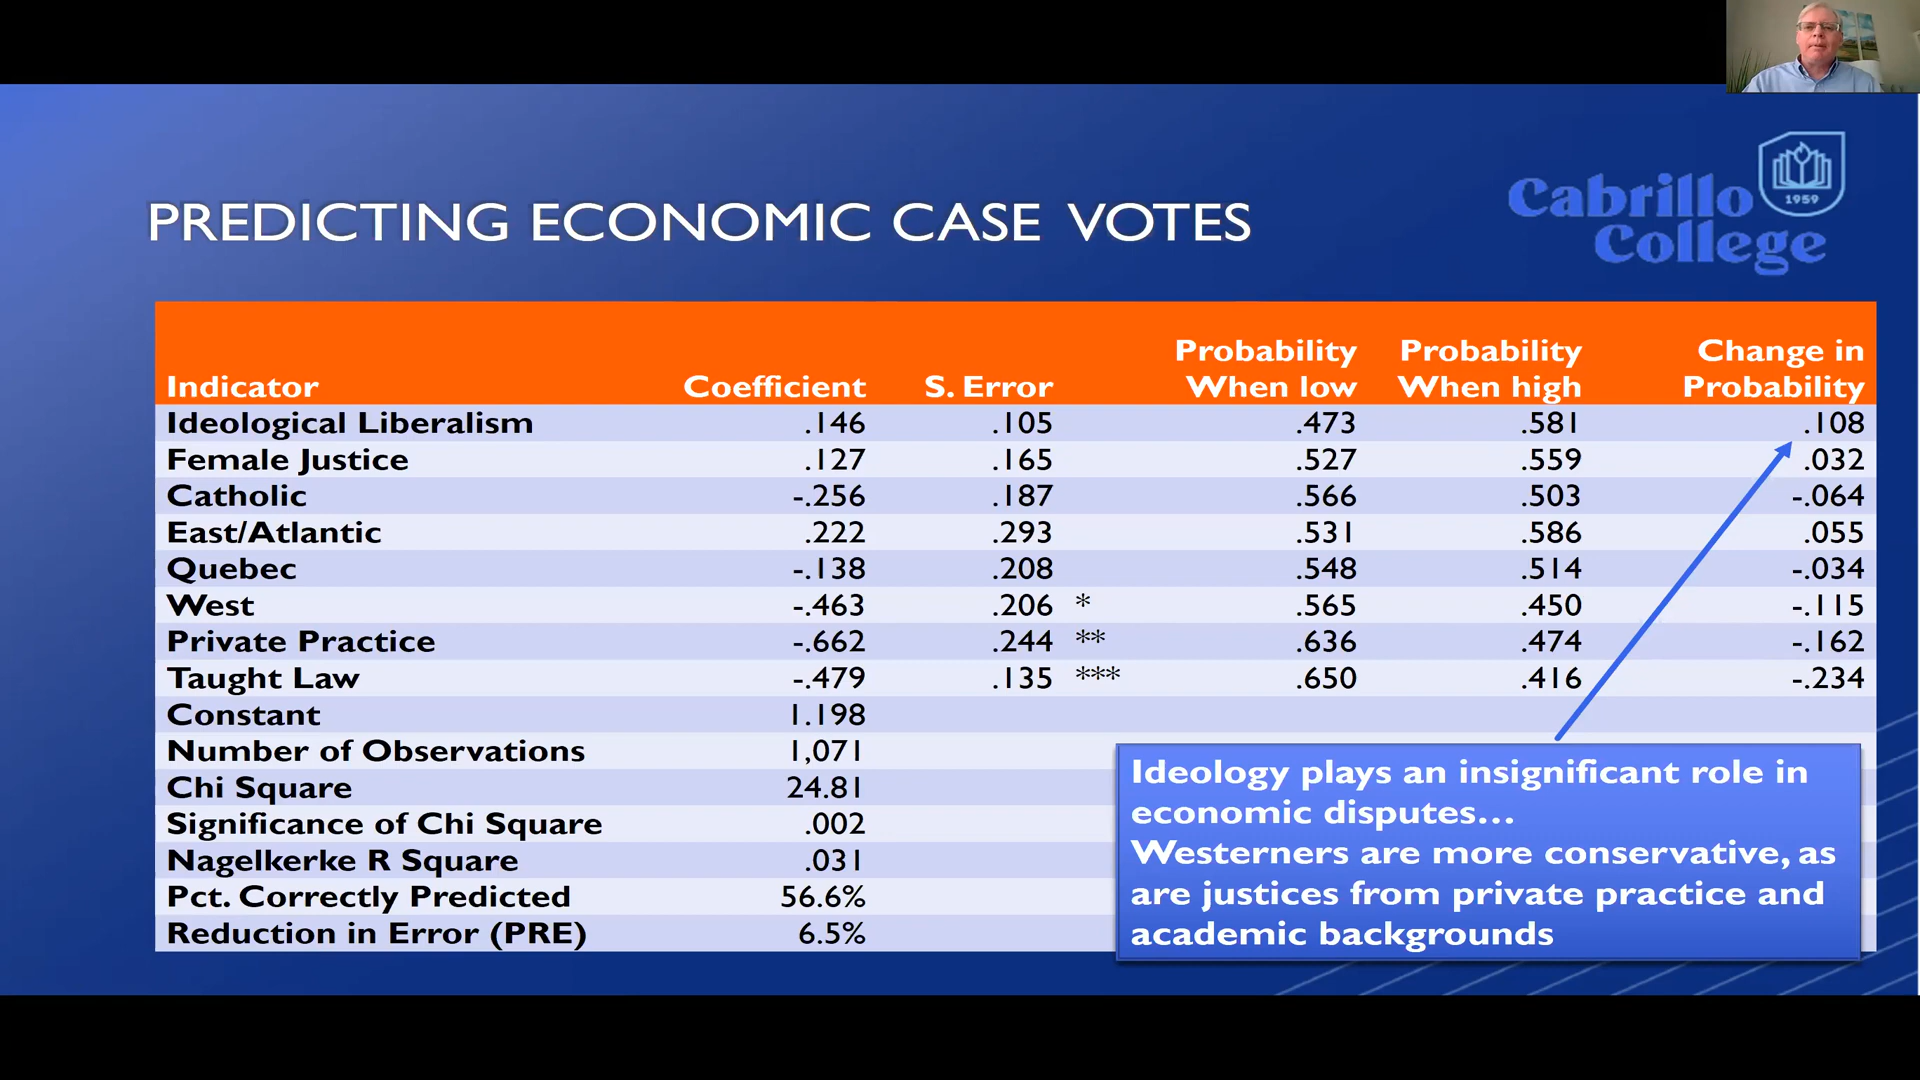 Cabrillo
College
1959
PREDICTING ECONOMIC CASE VOTES
Indicator Coefficient S. Error Probability When low Probability When high Change in Probability
Ideological Liberalism .146 .105 .473 .581 .108
Female Justice .127 .165 .527 .559 .032
Catholic -.256 .187 .566 .503 -.064
East/Atlantic .222 .293 .531 .586 .055
Quebec -.138 .208 .548 .514 -.034
West -.463 .206 * .565 .450 -.115
Private Practice -.662 .244 ** .636 .474 -.162
Taught Law -.479 .135 *** .650 .416 -.234
Constant 1.198
Number of Observations 1,071
Chi Square 24.81
Significance of Chi Square .002
Nagelkerke R Square .031
Pct. Correctly Predicted 56.6%
Reduction in Error (PRE) 6.5%
Ideology plays an insignificant role in
economic disputes...
Westerners are more conservative, as
are justices from private practice and
academic backgrounds